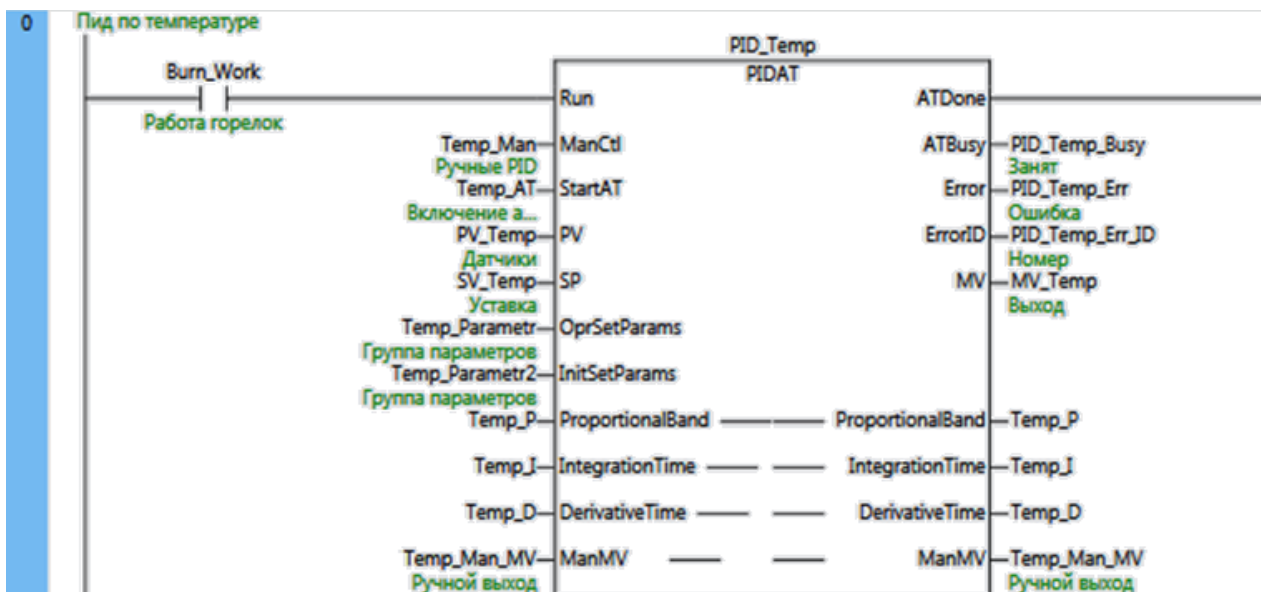 0 Пид по температуре
PID_Temp
Burn_Work PIDAT
Run ATDone
Работа горелок
Temp_Man ManCtl ATBusy PID_Temp_Busy
Ручные PID Занят
Temp_AT StartAT Error PID_Temp_Err
Включение а... Ошибка
PV_Temp PV ErrorID PID_Temp_Err_ID
Датчики Номер
SV_Temp SP MV MV_Temp
Уставка Выход
Temp_Parametr OprSetParams
Группа параметров
Temp_Parametr2 InitSetParams
Группа параметров
Temp_P ProportionalBand ProportionalBand Temp_P
Temp_I IntegrationTime IntegrationTime Temp_I
Temp_D DerivativeTime DerivativeTime Temp_D
Temp_Man_MV ManMV ManMV Temp_Man_MV
Ручной выход Ручной выход